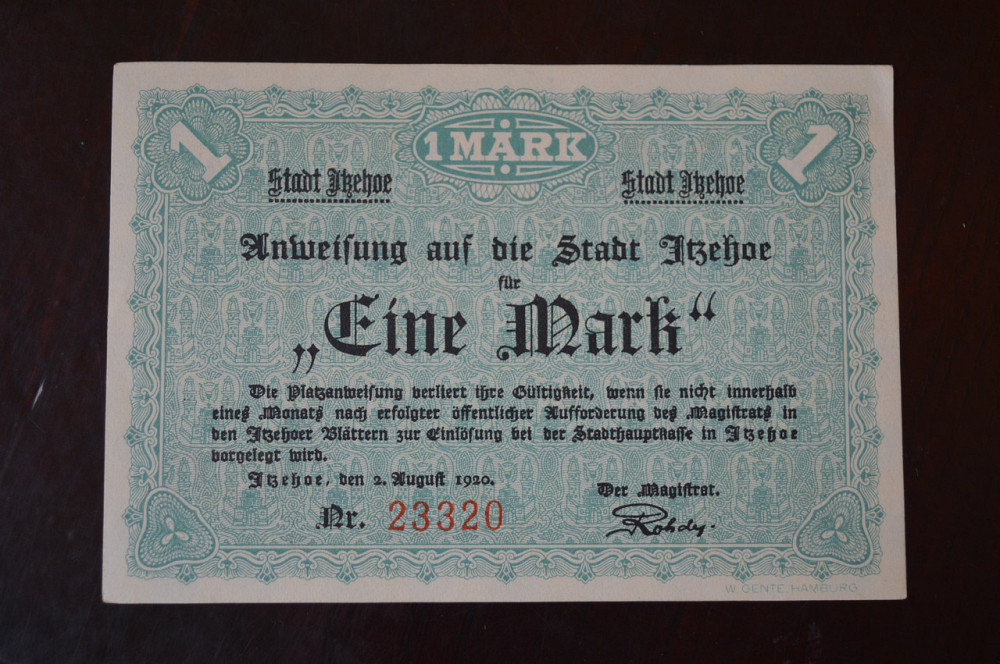 1
1 MARK
1
Stadt Itzehoe
Stadt Itzehoe
Anweisung auf die Stadt Itzehoe
für
„Eine Mark“
Die Platzanweisung verliert ihre Gültigkeit, wenn sie nicht innerhalb
eines Monats nach erfolgter öffentlicher Aufforderung des Magistrats in
den Itzehoer Blättern zur Einlösung bei der Stadthauptkasse in Itzehoe
vorgelegt wird.
Itzehoe, den 2. August 1920.
Der Magistrat.
Nr. 23320
Rohdy.
W. GENTE, HAMBURG